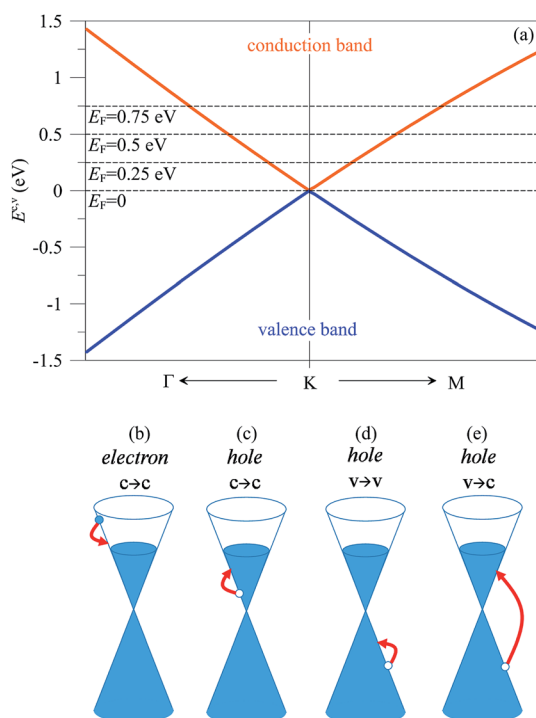 1.5
(a)
conduction band
1
E_F=0.75 eV
0.5
E_F=0.5 eV
E_F=0.25 eV
0
E_F=0
E^c,v (eV)
-0.5
-1
valence band
-1.5
Γ ← K → M
(b) (c) (d) (e)
electron hole hole hole
c→c c→c v→v v→c